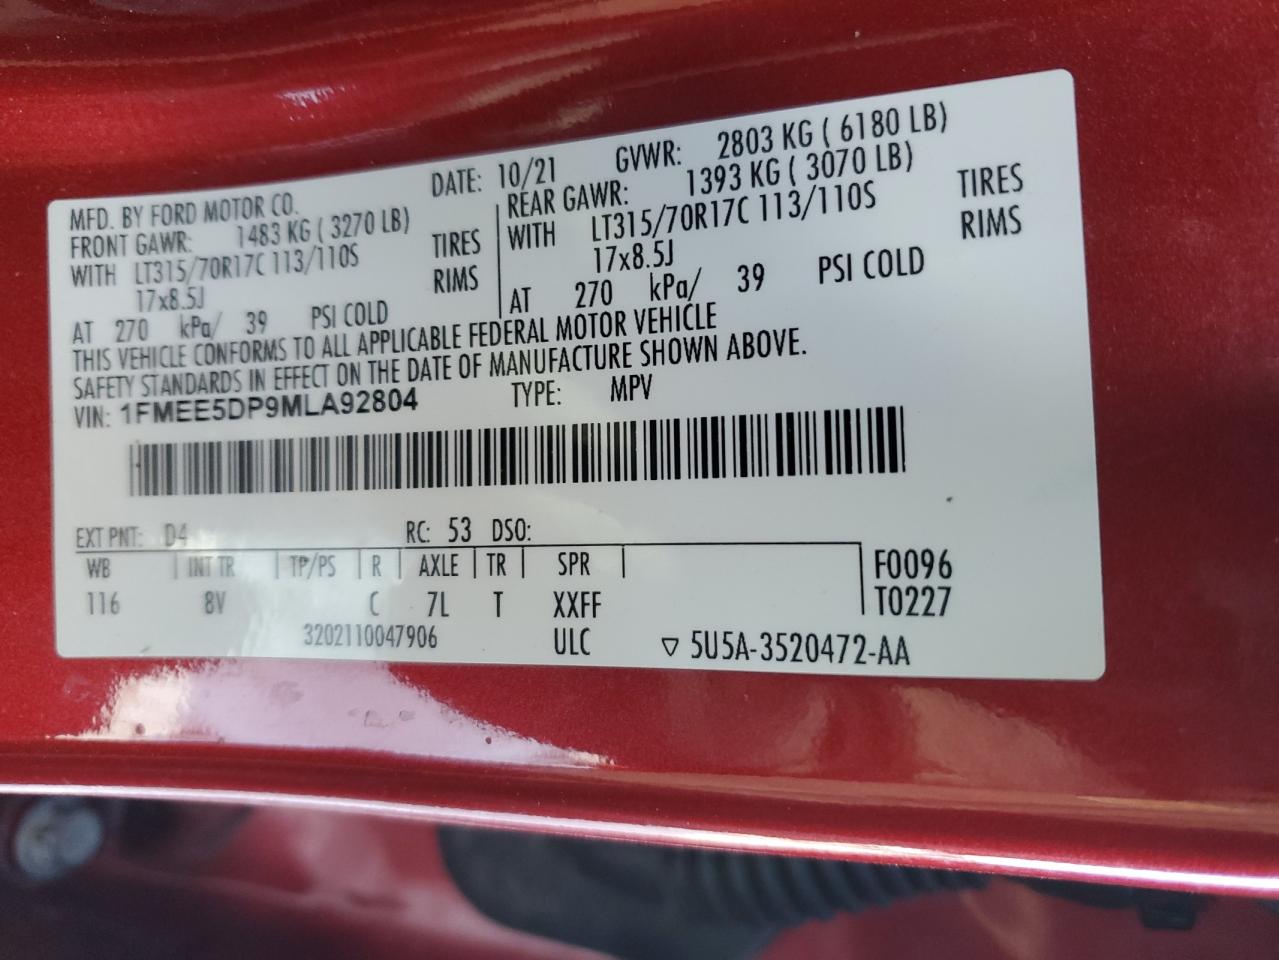 MFD. BY FORD MOTOR CO. DATE: 10/21 GVWR: 2803 KG ( 6180 LB)
FRONT GAWR: 1483 KG ( 3270 LB)
WITH LT315/70R17C 113/110S TIRES
17x8.5J RIMS
AT 270 kPa/ 39 PSI COLD
REAR GAWR: 1393 KG ( 3070 LB)
WITH LT315/70R17C 113/110S TIRES
17x8.5J RIMS
AT 270 kPa/ 39 PSI COLD
THIS VEHICLE CONFORMS TO ALL APPLICABLE FEDERAL MOTOR VEHICLE
SAFETY STANDARDS IN EFFECT ON THE DATE OF MANUFACTURE SHOWN ABOVE.
VIN: 1FMEE5DP9MLA92804 TYPE: MPV
EXT PNT: D4 RC: 53 DSO:
WB INT TR TP/PS R AXLE TR SPR F0096
116 8V C 7L T XXFF T0227
3202110047906 ULC ▽ 5U5A-3520472-AA